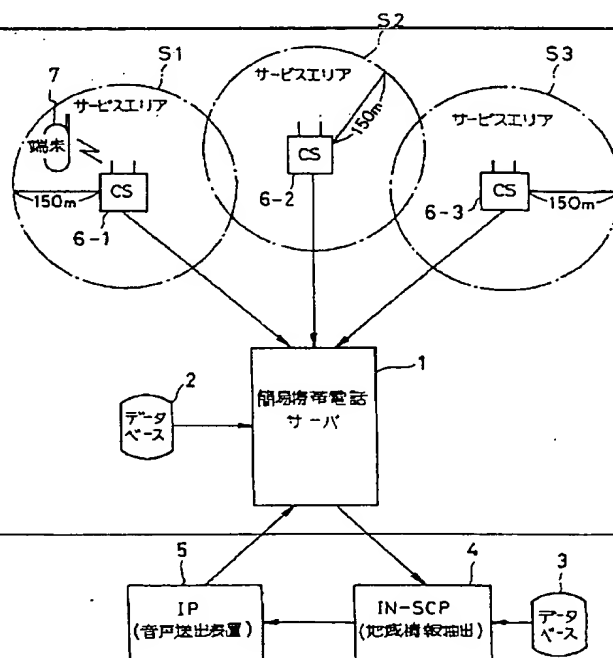 S1
S2
S3
7
サービスエリア
サービスエリア
サービスエリア
端末
150m
150m
150m
CS
CS
CS
6-1
6-2
6-3
1
2
簡易携帯電話
サーバ
データ
ベース
5
4
3
IP
(音声送出装置)
IN-SCP
(地域情報抽出)
データ
ベース